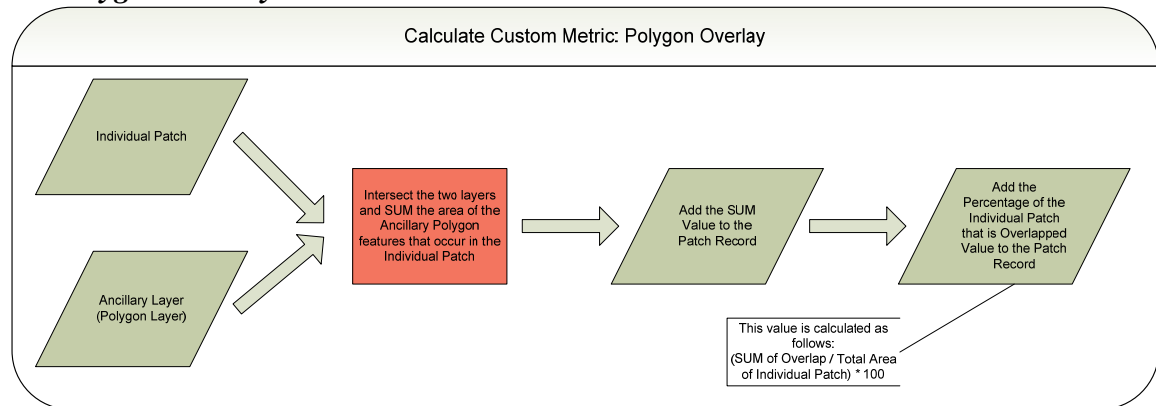 Calculate Custom Metric: Polygon Overlay
Individual Patch
Ancillary Layer
(Polygon Layer)
Intersect the two layers
and SUM the area of the
Ancillary Polygon
features that occur in the
Individual Patch
Add the SUM
Value to the
Patch Record
Add the
Percentage of the
Individual Patch
that is Overlapped
Value to the Patch
Record
This value is calculated as
follows:
(SUM of Overlap / Total Area
of Individual Patch) * 100